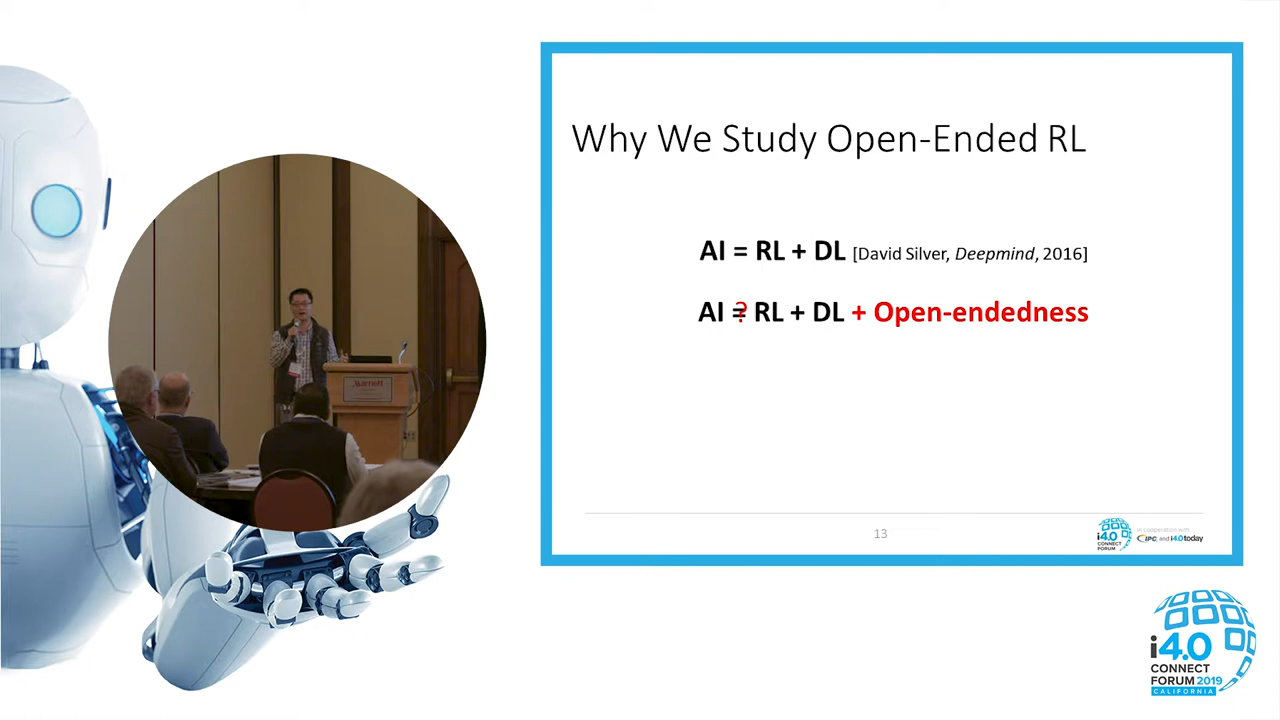 Why We Study Open-Ended RL
AI = RL + DL [David Silver, Deepmind, 2016]
AI =? RL + DL + Open-endedness
13
i4.0
CONNECT
FORUM
in cooperation with
IPC, and i4.0today
Marriott
i4.0
CONNECT
FORUM 2019
CALIFORNIA